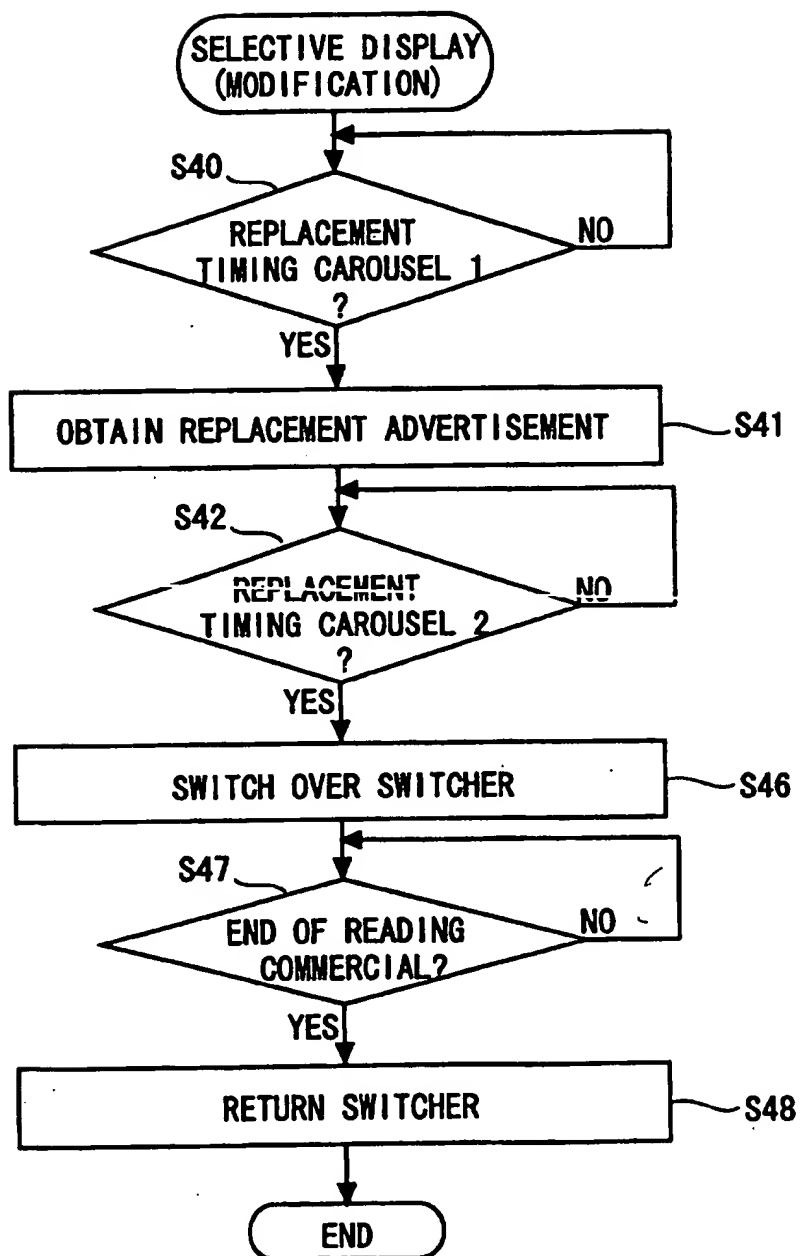 SELECTIVE DISPLAY
(MODIFICATION)
S40
REPLACEMENT
TIMING CAROUSEL 1
?
NO
YES
OBTAIN REPLACEMENT ADVERTISEMENT
S41
S42
REPLACEMENT
TIMING CAROUSEL 2
?
NO
YES
SWITCH OVER SWITCHER
S46
S47
END OF READING
COMMERCIAL?
NO
YES
RETURN SWITCHER
S48
END